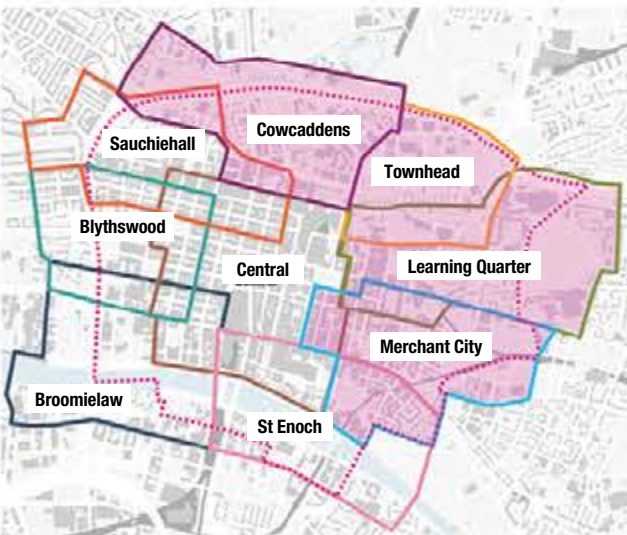 Cowcaddens
Sauchiehall
Townhead
Blythswood
Central
Learning Quarter
Merchant City
Broomielaw
St Enoch